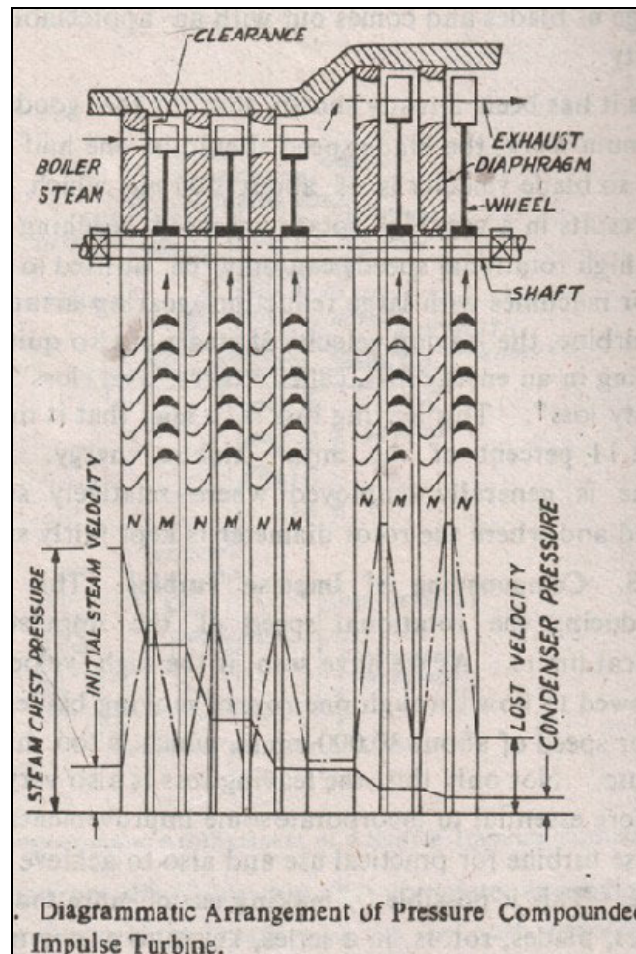 CLEARANCE
BOILER
STEAM
EXHAUST
DIAPHRAGM
WHEEL
SHAFT
N M N M N M N M N M
STEAM CHEST PRESSURE
INITIAL STEAM VELOCITY
LOST VELOCITY
CONDENSER PRESSURE
. Diagrammatic Arrangement of Pressure Compounded
Impulse Turbine.